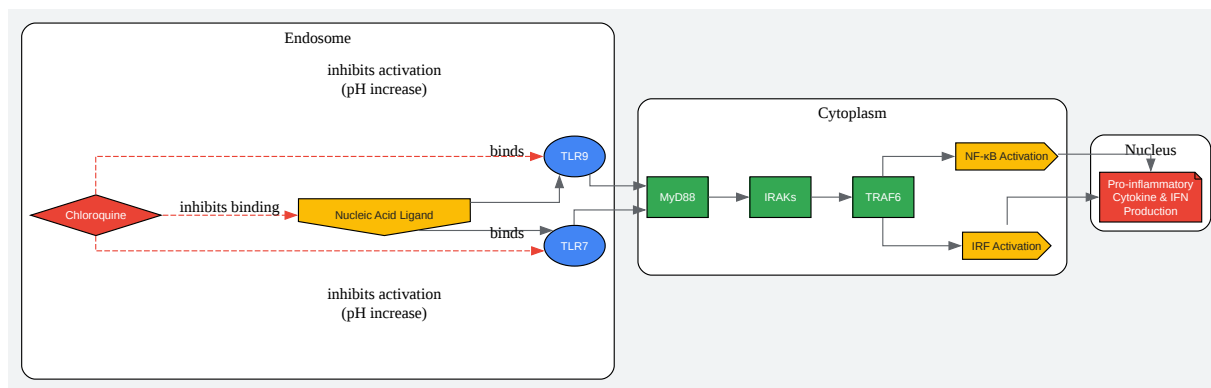 Endosome
inhibits activation
(pH increase)
binds
TLR9
Chloroquine
inhibits binding
Nucleic Acid Ligand
binds
TLR7
inhibits activation
(pH increase)
Cytoplasm
MyD88
IRAKs
TRAF6
NF-κB Activation
IRF Activation
Nucleus
Pro-inflammatory
Cytokine & IFN
Production